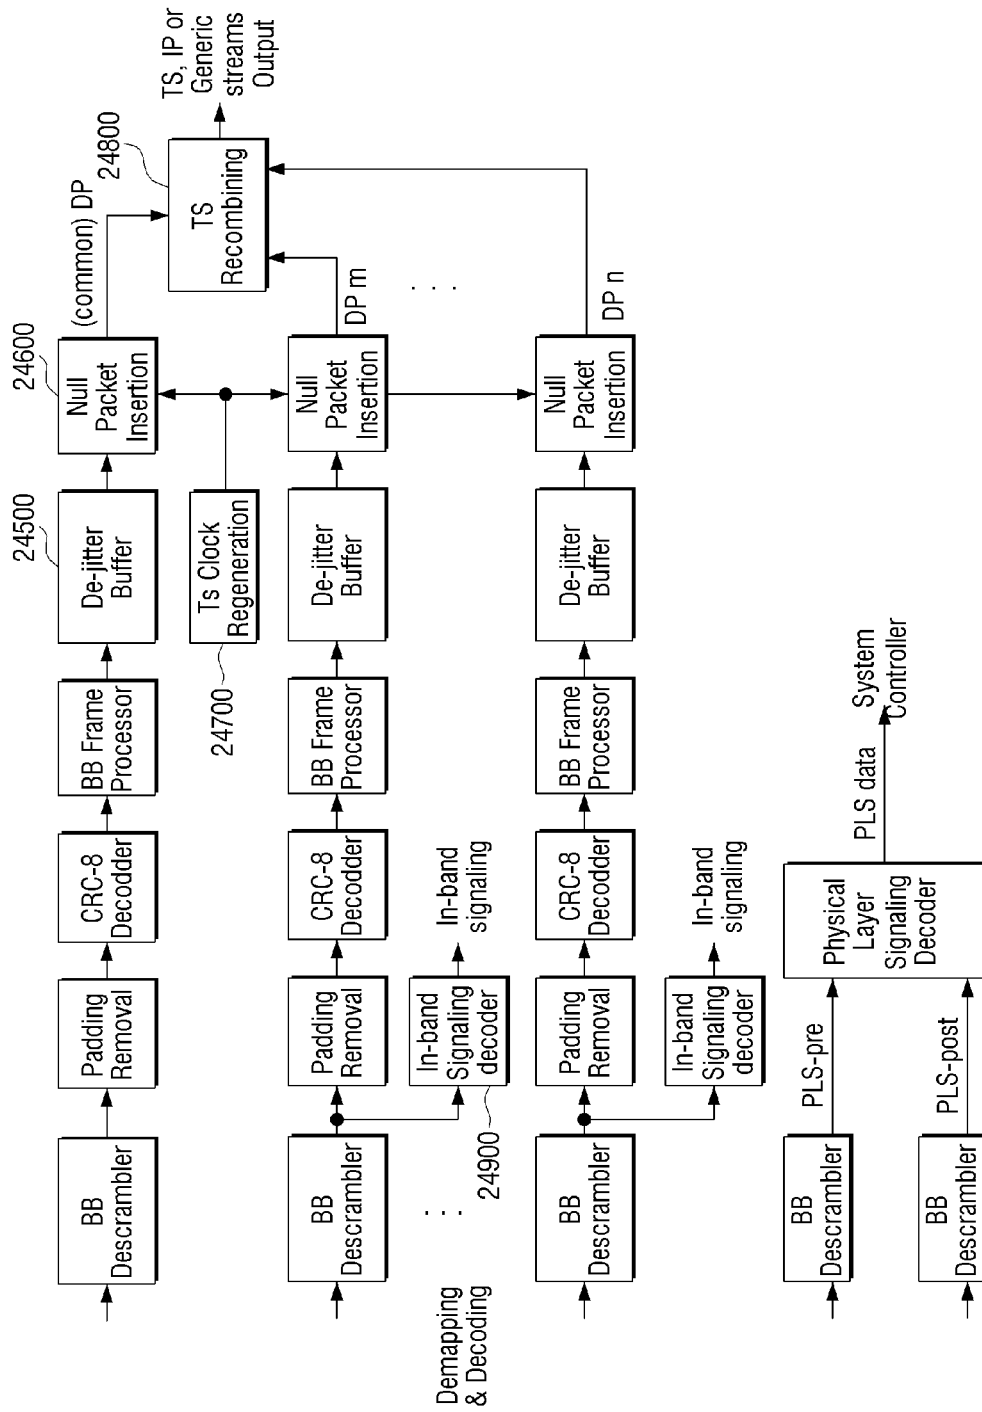 BB
Descrambler
Padding
Removal
CRC-8
Decodder
BB Frame
Processor
24500
De-jitter
Buffer
24600
Null
Packet
Insertion
(common) DP
24800
TS
Recombining
TS, IP or
Generic
streams
Output
24700
Ts Clock
Regeneration
Demapping
& Decoding
BB
Descrambler
Padding
Removal
CRC-8
Decodder
BB Frame
Processor
De-jitter
Buffer
Null
Packet
Insertion
DP m
24900
In-band
Signaling
decoder
In-band
signaling
. . .
. . .
BB
Descrambler
Padding
Removal
CRC-8
Decodder
BB Frame
Processor
De-jitter
Buffer
Null
Packet
Insertion
DP n
In-band
Signaling
decoder
In-band
signaling
BB
Descrambler
PLS-pre
Physical
Layer
Signaling
Decoder
PLS data
System
Controller
BB
Descrambler
PLS-post